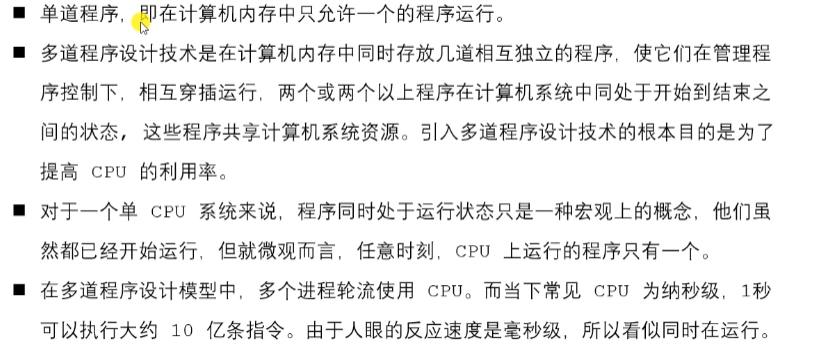 ■ 单道程序，即在计算机内存中只允许一个的程序运行。
■ 多道程序设计技术是在计算机内存中同时存放几道相互独立的程序，使它们在管理程
序控制下，相互穿插运行，两个或两个以上程序在计算机系统中同处于开始到结束之
间的状态, 这些程序共享计算机系统资源。引入多道程序设计技术的根本目的是为了
提高 CPU 的利用率。
■ 对于一个单 CPU 系统来说，程序同时处于运行状态只是一种宏观上的概念，他们虽
然都已经开始运行，但就微观而言，任意时刻，CPU 上运行的程序只有一个。
■ 在多道程序设计模型中，多个进程轮流使用 CPU。而当下常见 CPU 为纳秒级，1秒
可以执行大约 10 亿条指令。由于人眼的反应速度是毫秒级，所以看似同时在运行。